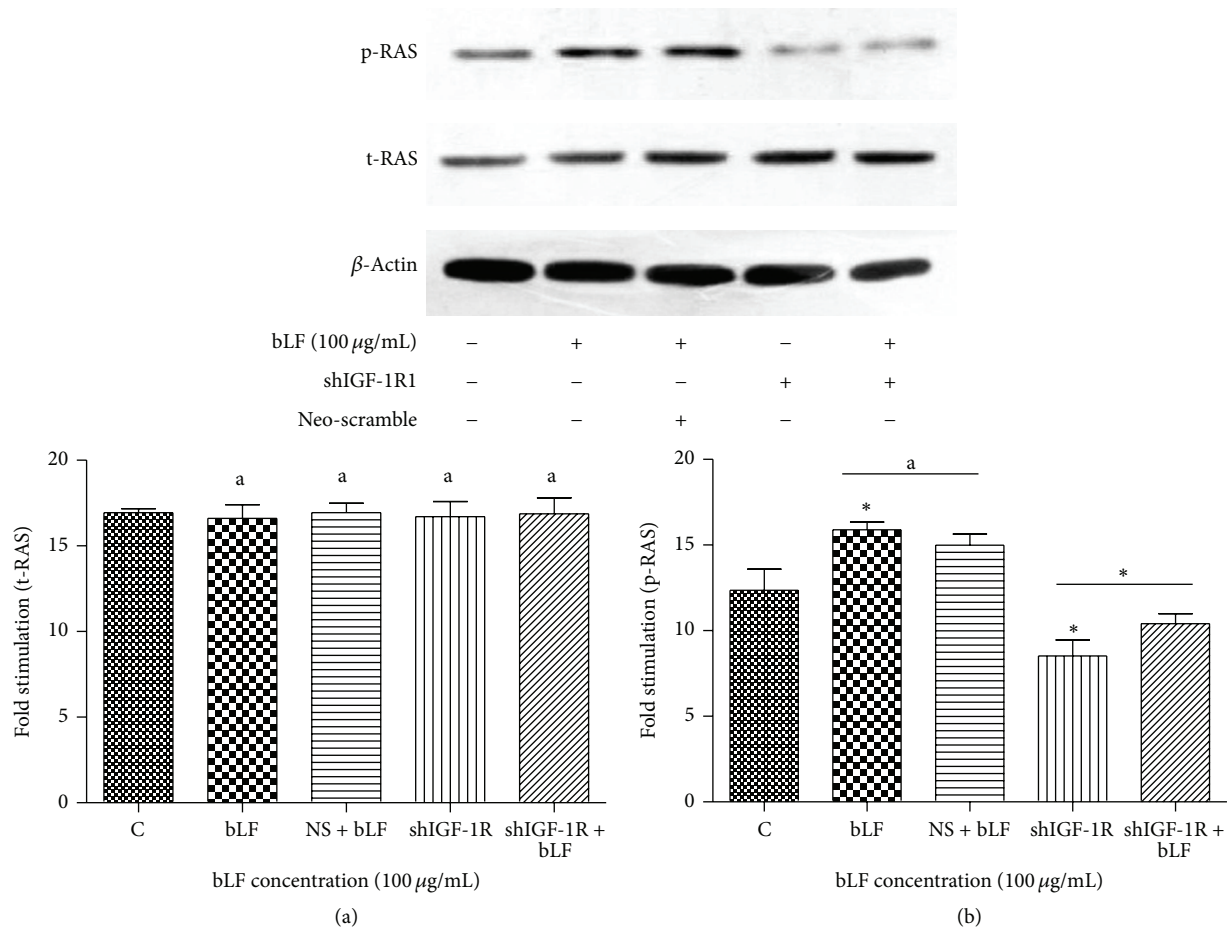 p-RAS
t-RAS
β-Actin
bLF (100 μg/mL) − + + − +
shIGF-1R1 − − − + +
Neo-scramble − − + − −
Fold stimulation (t-RAS)
20
15
10
5
0
a a a a
C bLF NS + bLF shIGF-1R shIGF-1R + bLF
bLF concentration (100 μg/mL)
(a)
Fold stimulation (p-RAS)
20
15
10
5
0
a
*
*
*
C bLF NS + bLF shIGF-1R shIGF-1R + bLF
bLF concentration (100 μg/mL)
(b)